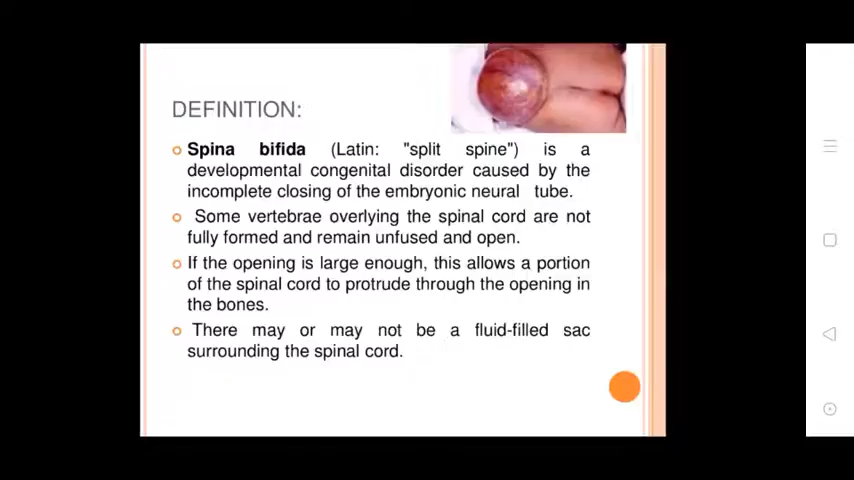 DEFINITION:
Spina bifida (Latin: "split spine") is a
developmental congenital disorder caused by the
incomplete closing of the embryonic neural tube.
Some vertebrae overlying the spinal cord are not
fully formed and remain unfused and open.
If the opening is large enough, this allows a portion
of the spinal cord to protrude through the opening in
the bones.
There may or may not be a fluid-filled sac
surrounding the spinal cord.